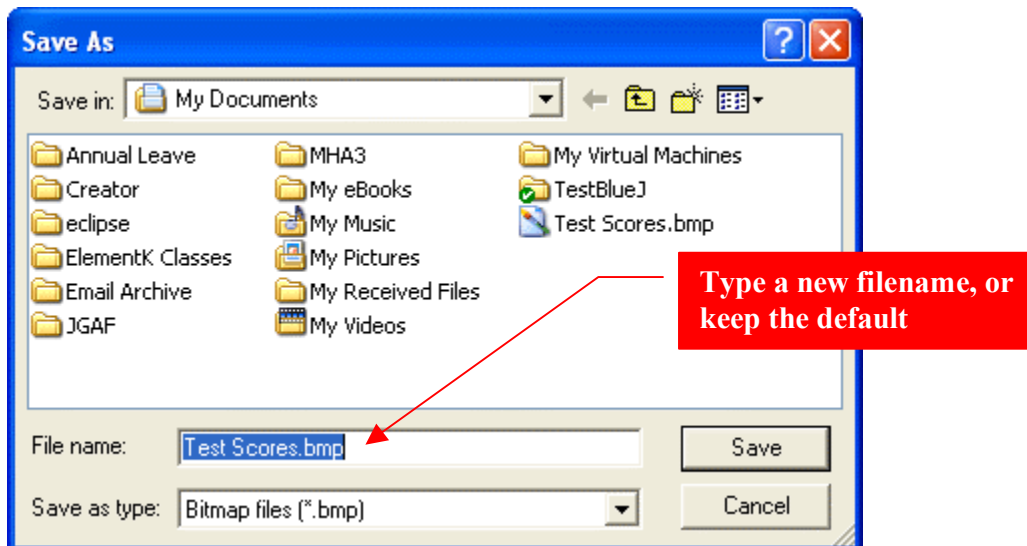 Save As
?
Save in: My Documents
Annual Leave
Creator
eclipse
ElementK Classes
Email Archive
JGAF
MHA3
My eBooks
My Music
My Pictures
My Received Files
My Videos
My Virtual Machines
TestBlueJ
Test Scores.bmp
Type a new filename, or
keep the default
File name: Test Scores.bmp Save
Save as type: Bitmap files (*.bmp) Cancel